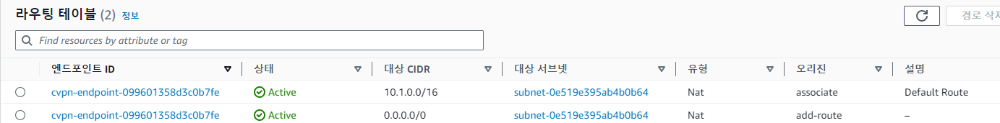 라우팅 테이블 (2) 정보
경로 삭제
Find resources by attribute or tag
엔드포인트 ID 상태 대상 CIDR 대상 서브넷 유형 오리진 설명
cvpn-endpoint-099601358d3c0b7fe Active 10.1.0.0/16 subnet-0e519e395ab4b0b64 Nat associate Default Route
cvpn-endpoint-099601358d3c0b7fe Active 0.0.0.0/0 subnet-0e519e395ab4b0b64 Nat add-route –